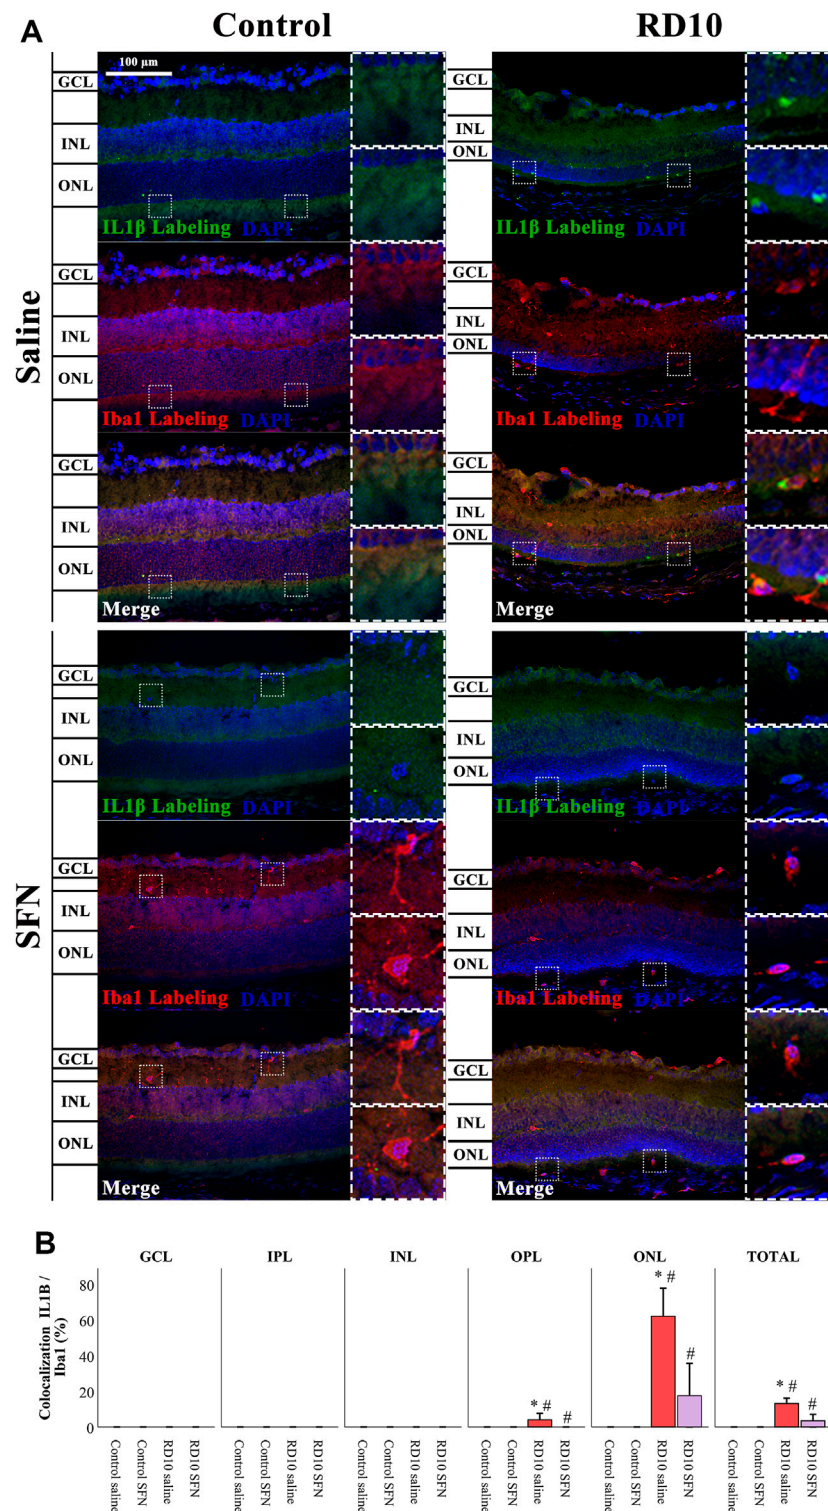 A
Control
RD10
100 µm
GCL
INL
ONL
IL1β Labeling DAPI
GCL
INL
ONL
IL1β Labeling DAPI
Saline
GCL
INL
ONL
Iba1 Labeling DAPI
GCL
INL
ONL
Iba1 Labeling DAPI
GCL
INL
ONL
Merge
GCL
INL
ONL
Merge
SFN
GCL
INL
ONL
IL1β Labeling DAPI
GCL
INL
ONL
IL1β Labeling DAPI
GCL
INL
ONL
Iba1 Labeling DAPI
GCL
INL
ONL
Iba1 Labeling DAPI
GCL
INL
ONL
Merge
GCL
INL
ONL
Merge
B
GCL IPL INL OPL ONL TOTAL
Colocalization IL1B /
Iba1 (%)
80
60
40
20
0
* # #
* # #
* # #
Control saline
Control SFN
RD10 saline
RD10 SFN
Control saline
Control SFN
RD10 saline
RD10 SFN
Control saline
Control SFN
RD10 saline
RD10 SFN
Control saline
Control SFN
RD10 saline
RD10 SFN
Control saline
Control SFN
RD10 saline
RD10 SFN
Control saline
Control SFN
RD10 saline
RD10 SFN